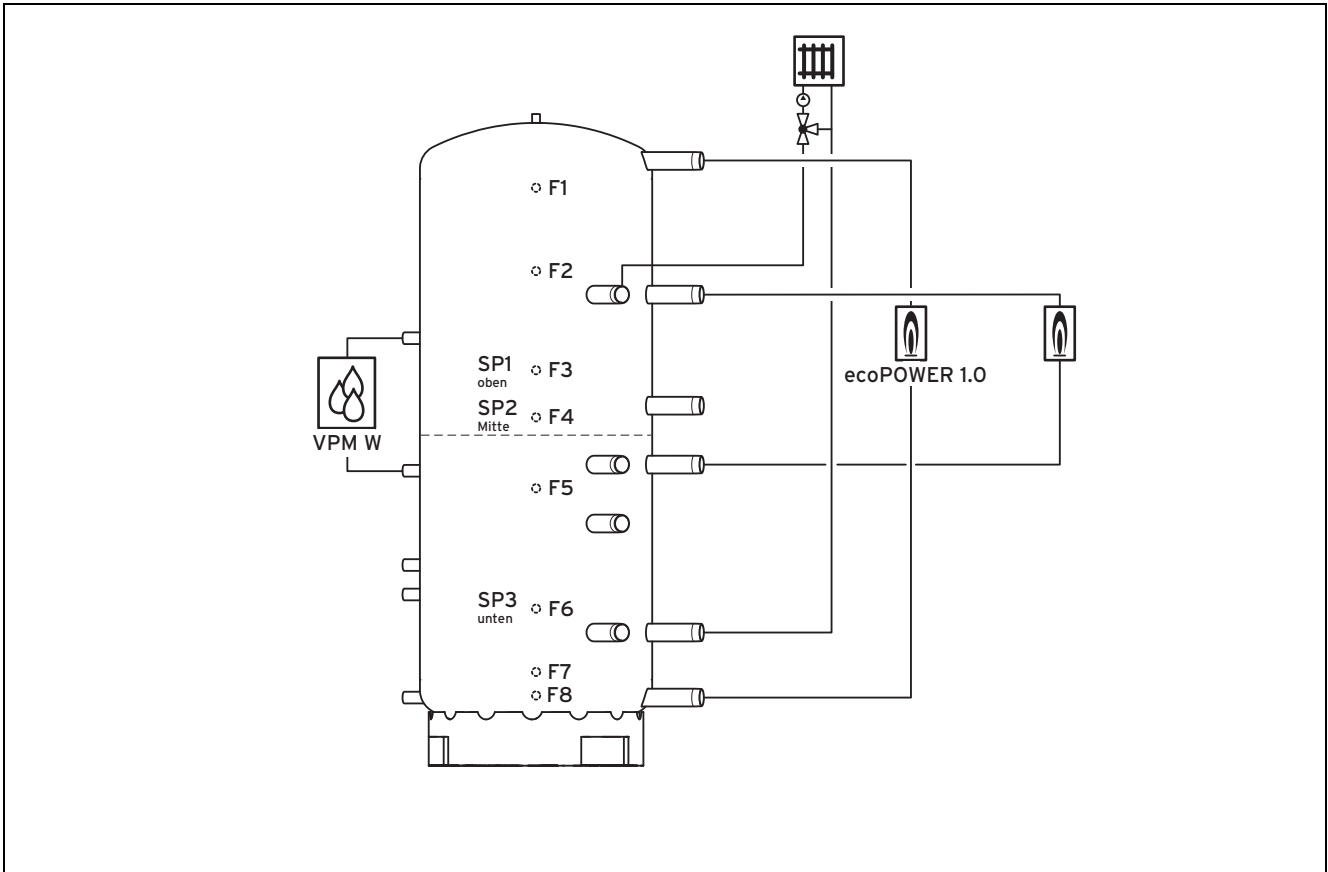 F1
F2
SP1
oben
F3
ecoPOWER 1.0
SP2
Mitte
F4
VPM W
F5
SP3
unten
F6
F7
F8